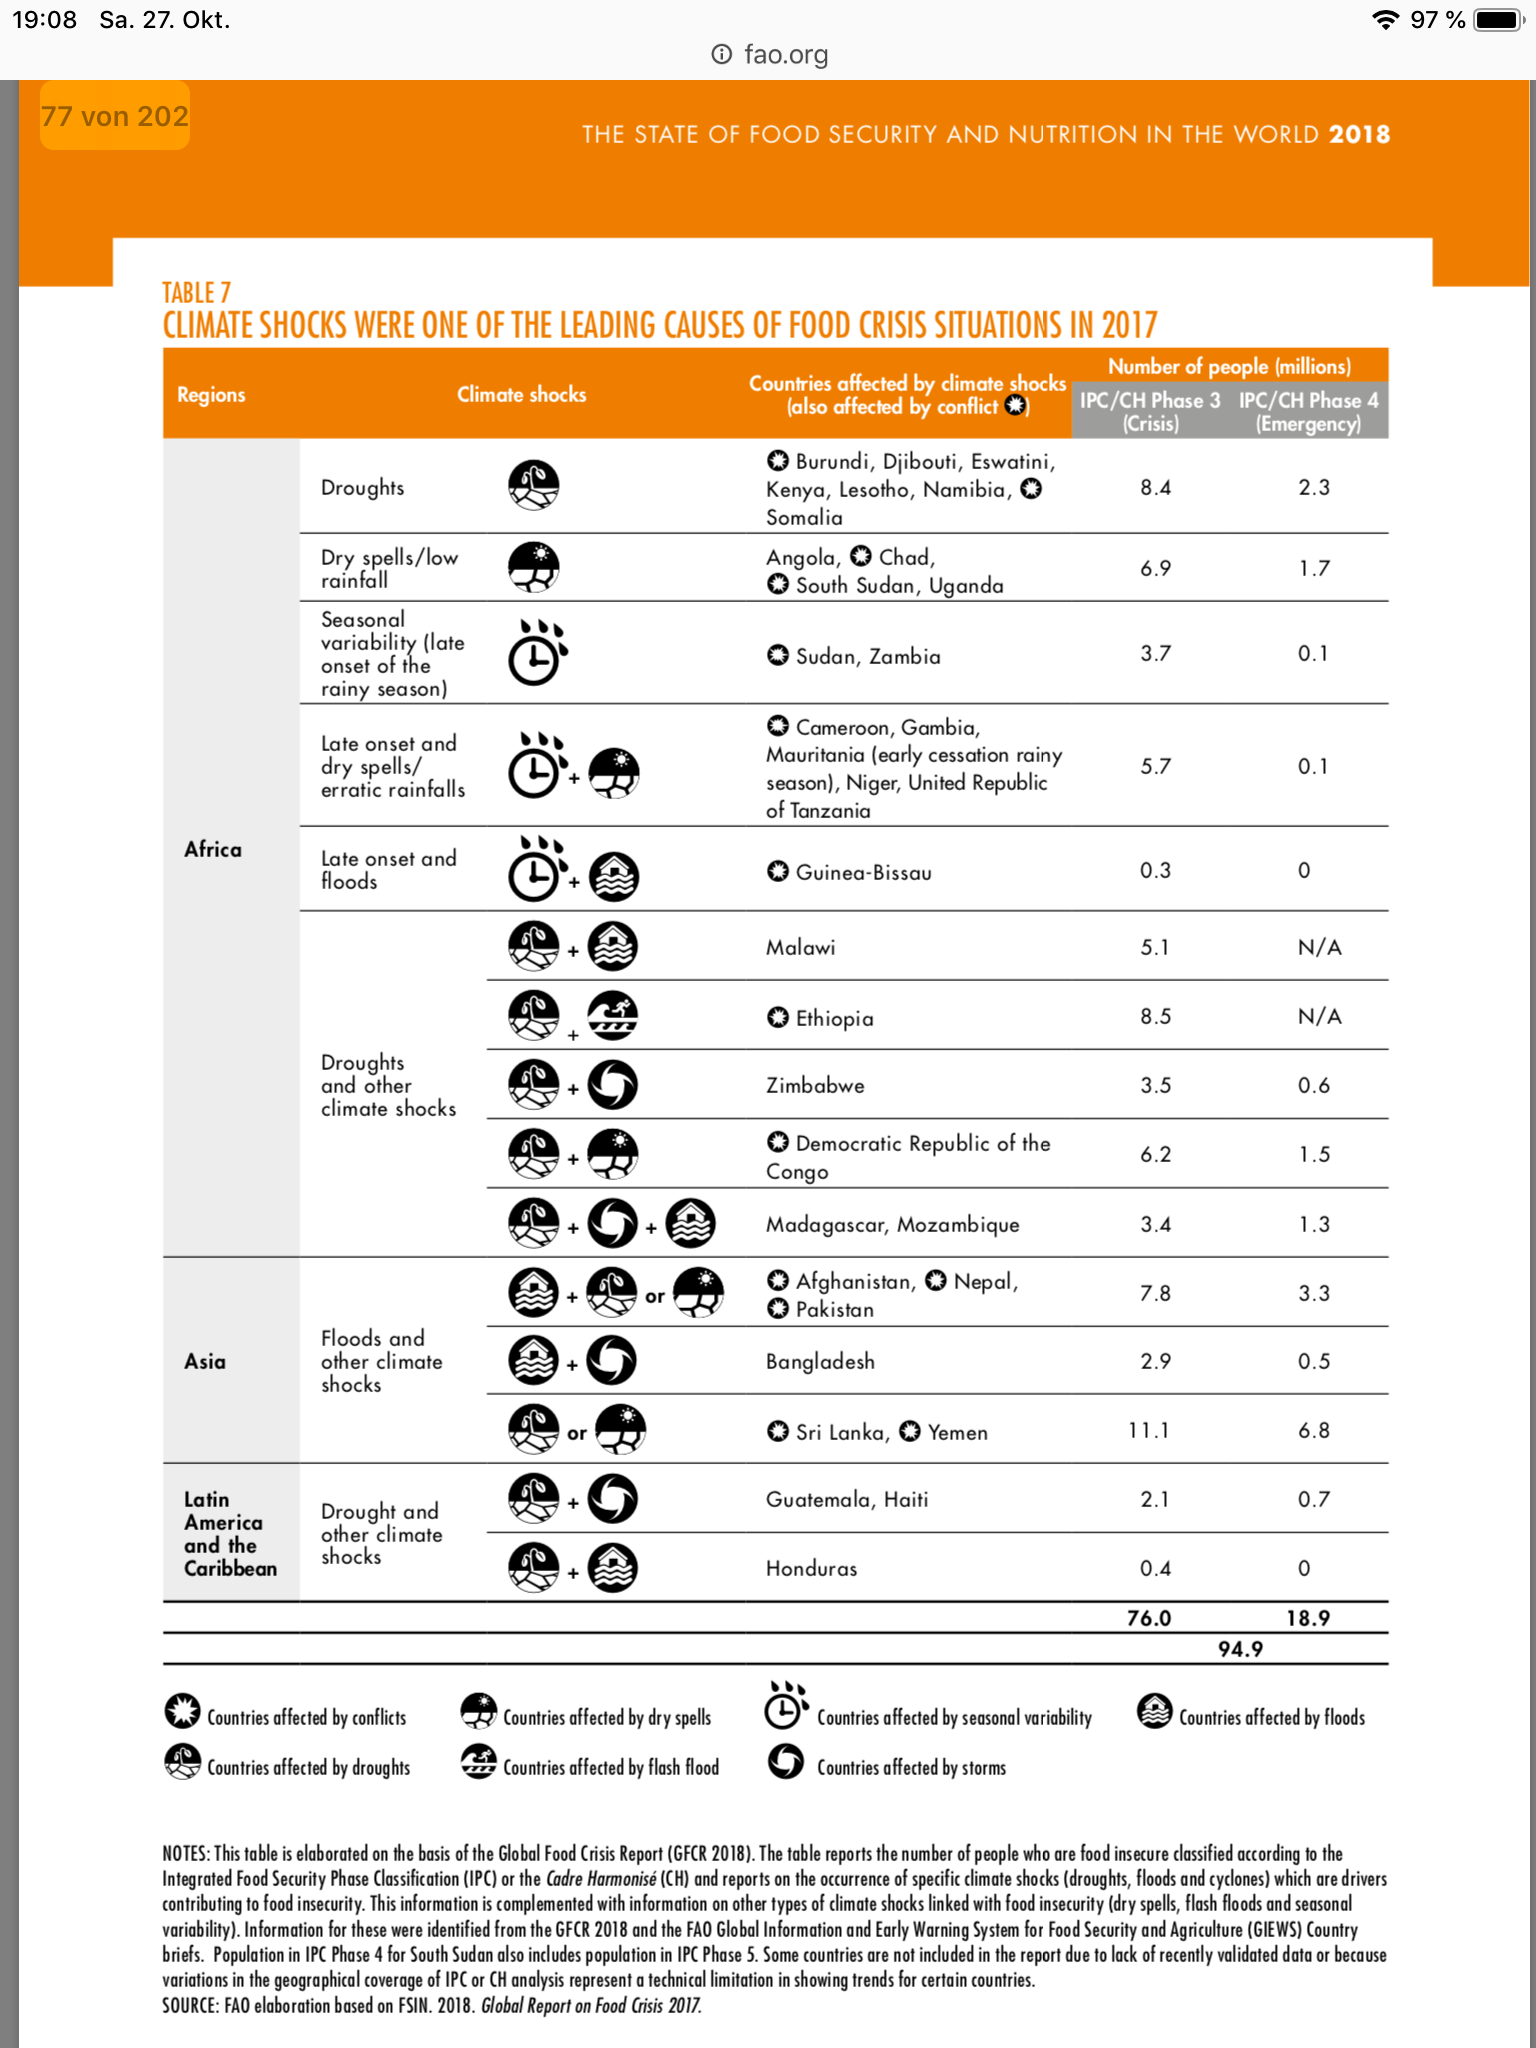 19:08 Sa. 27. Okt.
97 %
fao.org
77 von 202
THE STATE OF FOOD SECURITY AND NUTRITION IN THE WORLD 2018
TABLE 7
CLIMATE SHOCKS WERE ONE OF THE LEADING CAUSES OF FOOD CRISIS SITUATIONS IN 2017
Regions
Climate shocks
Countries affected by climate shocks
(also affected by conflict )
Number of people (millions)
IPC/CH Phase 3
(Crisis)
IPC/CH Phase 4
(Emergency)
Africa
Droughts
Burundi, Djibouti, Eswatini,
Kenya, Lesotho, Namibia,
Somalia
8.4
2.3
Dry spells/low
rainfall
Angola, Chad,
South Sudan, Uganda
6.9
1.7
Seasonal
variability (late
onset of the
rainy season)
Sudan, Zambia
3.7
0.1
Late onset and
dry spells/
erratic rainfalls
+
Cameroon, Gambia,
Mauritania (early cessation rainy
season), Niger, United Republic
of Tanzania
5.7
0.1
Late onset and
floods
+
Guinea-Bissau
0.3
0
Droughts
and other
climate shocks
+
Malawi
5.1
N/A
+
Ethiopia
8.5
N/A
+
Zimbabwe
3.5
0.6
+
Democratic Republic of the
Congo
6.2
1.5
+ +
Madagascar, Mozambique
3.4
1.3
Asia
Floods and
other climate
shocks
+ or
Afghanistan, Nepal,
Pakistan
7.8
3.3
+
Bangladesh
2.9
0.5
or
Sri Lanka, Yemen
11.1
6.8
Latin
America
and the
Caribbean
Drought and
other climate
shocks
+
Guatemala, Haiti
2.1
0.7
+
Honduras
0.4
0
76.0
18.9
94.9
Countries affected by conflicts
Countries affected by dry spells
Countries affected by seasonal variability
Countries affected by floods
Countries affected by droughts
Countries affected by flash flood
Countries affected by storms
NOTES: This table is elaborated on the basis of the Global Food Crisis Report (GFCR 2018). The table reports the number of people who are food insecure classified according to the
Integrated Food Security Phase Classification (IPC) or the Cadre Harmonisé (CH) and reports on the occurrence of specific climate shocks (droughts, floods and cyclones) which are drivers
contributing to food insecurity. This information is complemented with information on other types of climate shocks linked with food insecurity (dry spells, flash floods and seasonal
variability). Information for these were identified from the GFCR 2018 and the FAO Global Information and Early Warning System for Food Security and Agriculture (GIEWS) Country
briefs. Population in IPC Phase 4 for South Sudan also includes population in IPC Phase 5. Some countries are not included in the report due to lack of recently validated data or because
variations in the geographical coverage of IPC or CH analysis represent a technical limitation in showing trends for certain countries.
SOURCE: FAO elaboration based on FSIN. 2018. Global Report on Food Crisis 2017.